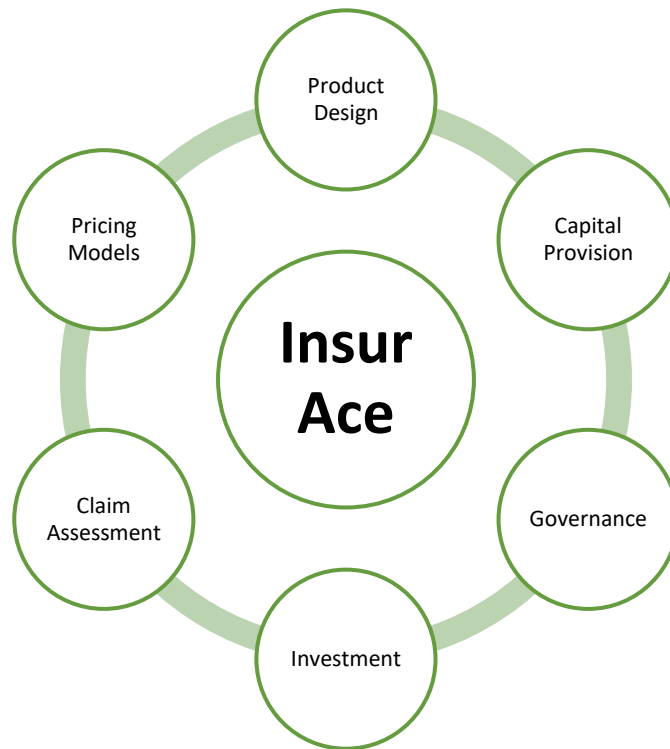 Product
Design
Pricing
Models
Capital
Provision
Insur
Ace
Claim
Assessment
Governance
Investment